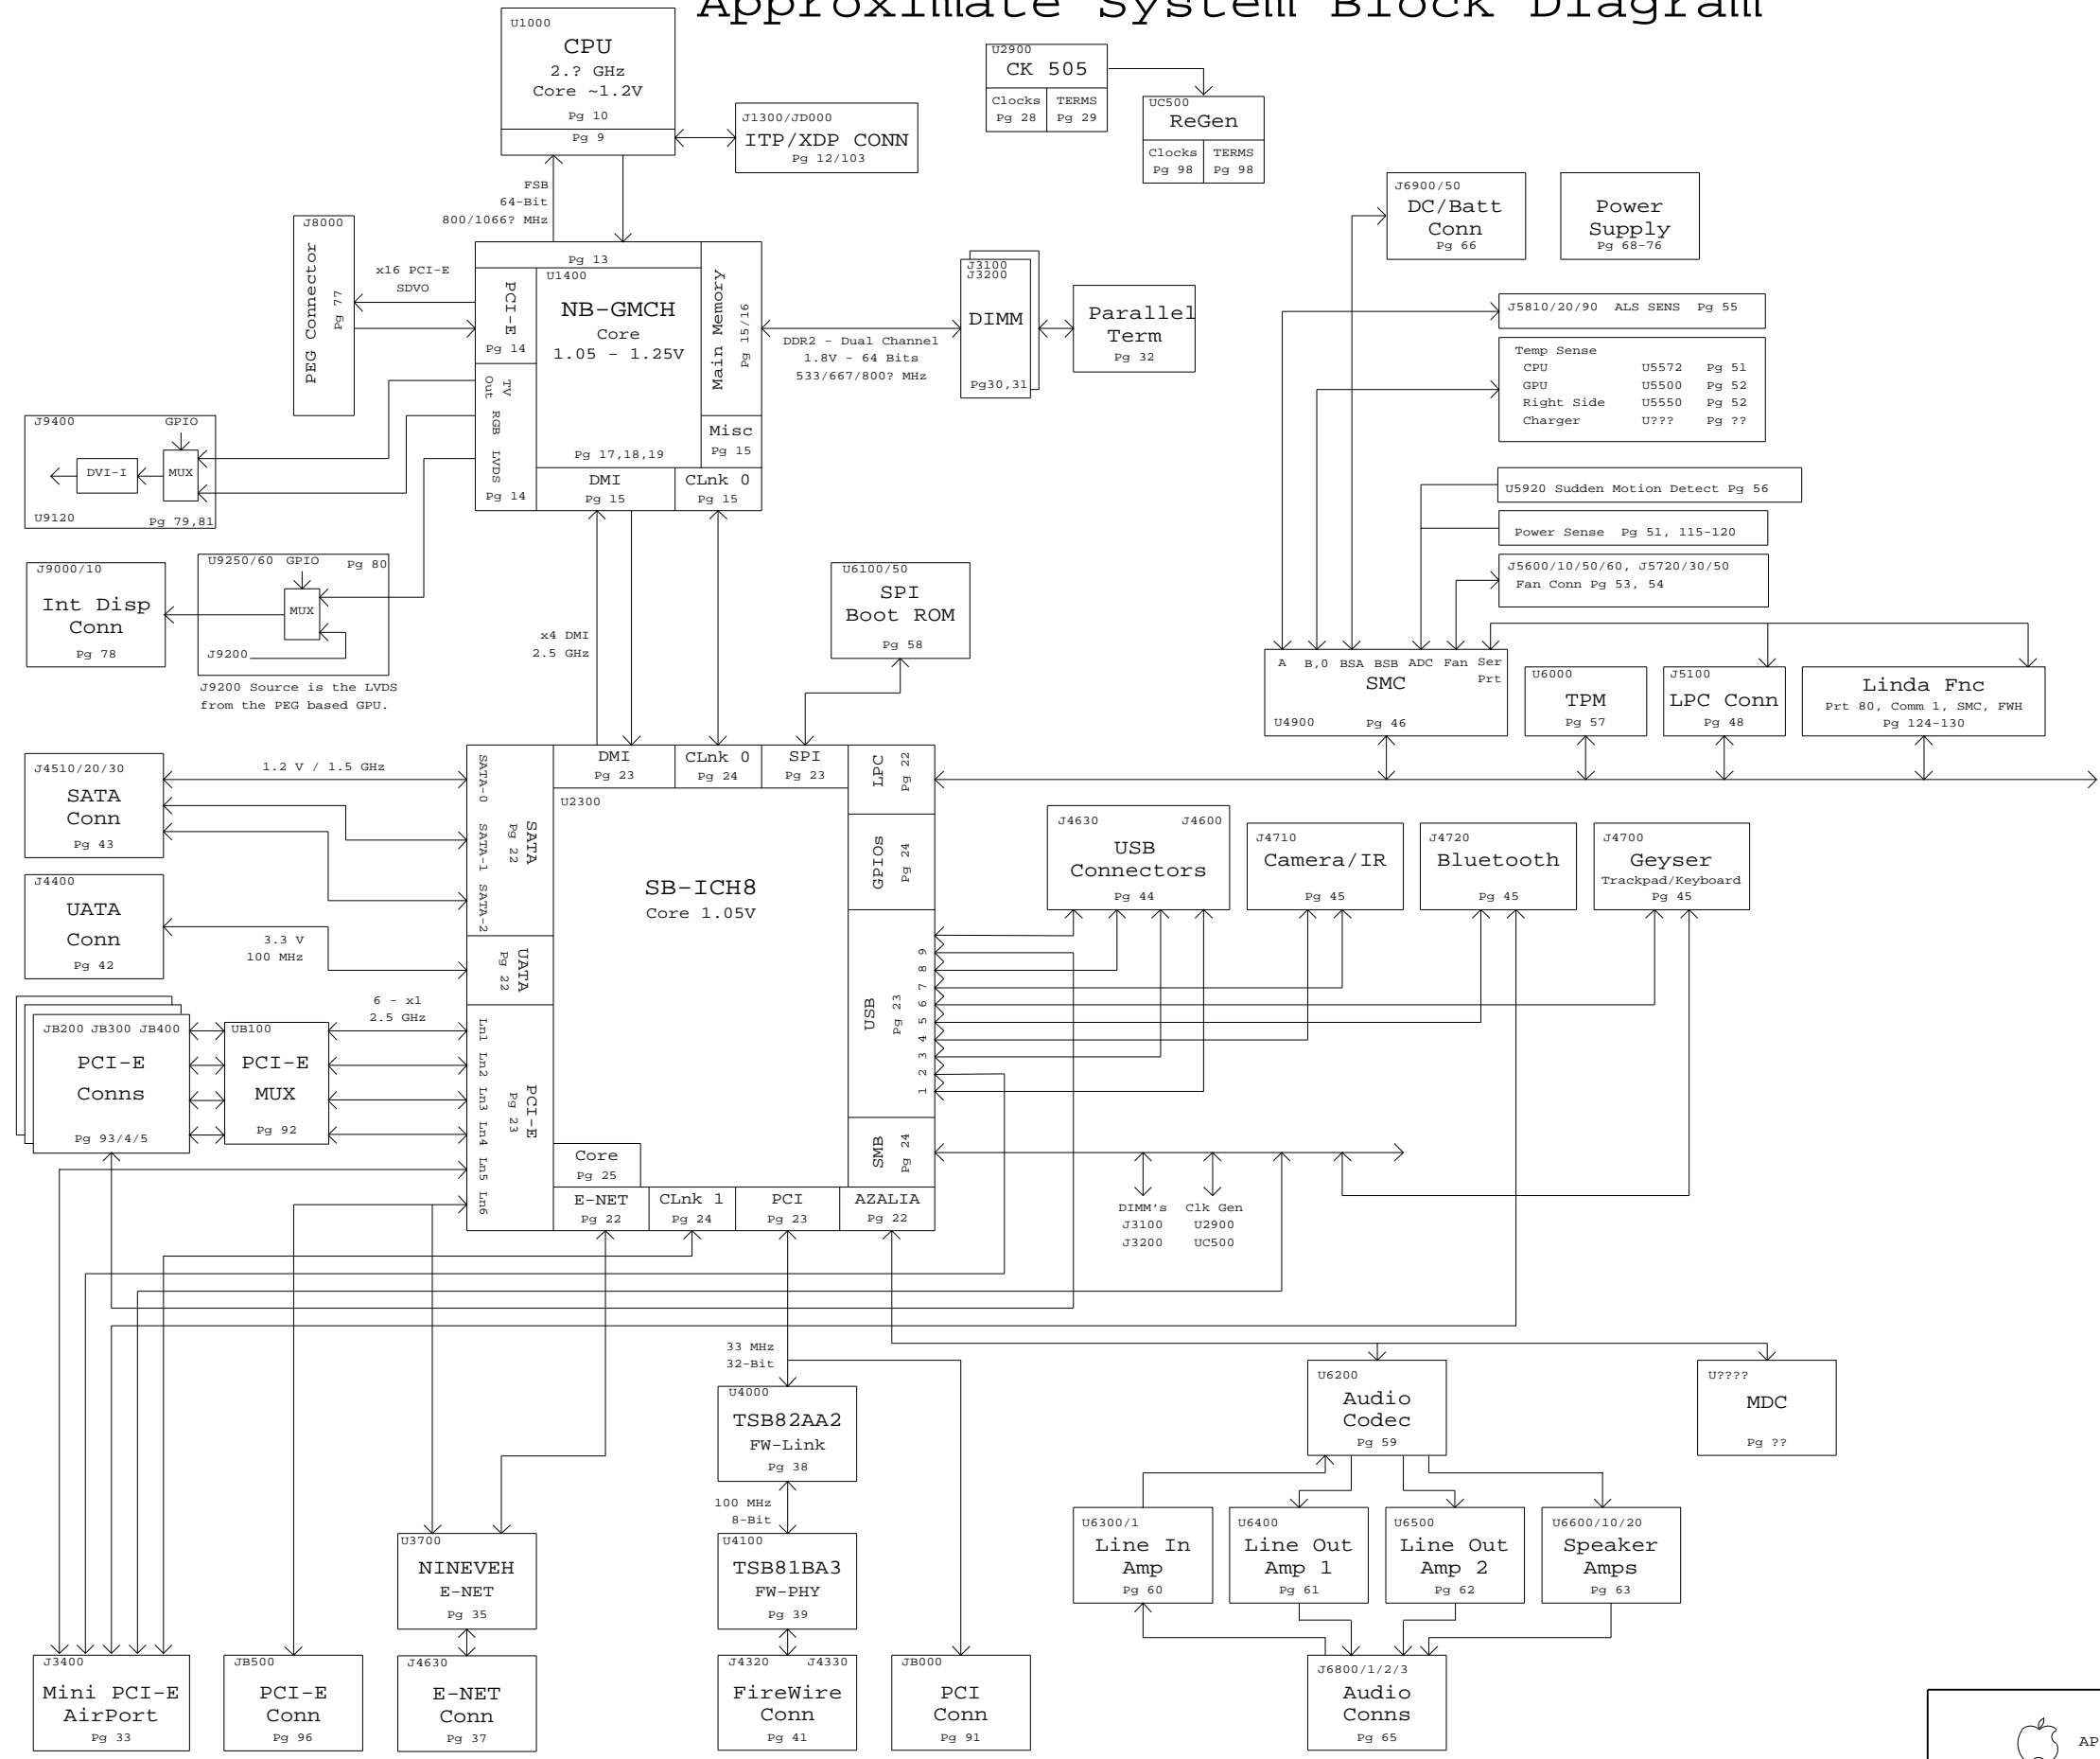 Approximate System Block Diagram
U1000
CPU
2.? GHz
Core ~1.2V
Pg 10
Pg 9
J1300/JD000
ITP/XDP CONN
Pg 12/103
U2900
CK 505
Clocks TERMS
Pg 28 Pg 29
UC500
ReGen
Clocks TERMS
Pg 98 Pg 98
FSB
64-Bit
800/1066? MHz
J6900/50
DC/Batt
Conn
Pg 66
Power
Supply
Pg 68-76
J8000
PEG Connector
Pg 77
x16 PCI-E
SDVO
Pg 13
U1400
NB-GMCH
Core
1.05 - 1.25V
Pg 17,18,19
PCI-E
Pg 14
TV
Out
RGB
LVDS
Pg 14
Main Memory
Pg 15/16
Misc
Pg 15
DMI
Pg 15
CLnk 0
Pg 15
DDR2 - Dual Channel
1.8V - 64 Bits
533/667/800? MHz
J3100
J3200
DIMM
Pg30,31
Parallel
Term
Pg 32
J5810/20/90 ALS SENS Pg 55
Temp Sense
CPU U5572 Pg 51
GPU U5500 Pg 52
Right Side U5550 Pg 52
Charger U??? Pg ??
U5920 Sudden Motion Detect Pg 56
Power Sense Pg 51, 115-120
J5600/10/50/60, J5720/30/50
Fan Conn Pg 53, 54
J9400
GPIO
DVI-I
MUX
U9120
Pg 79,81
J9000/10
Int Disp
Conn
Pg 78
U9250/60 GPIO Pg 80
MUX
J9200
J9200 Source is the LVDS
from the PEG based GPU.
x4 DMI
2.5 GHz
U6100/50
SPI
Boot ROM
Pg 58
A B,0 BSA BSB ADC Fan Ser
Prt
SMC
U4900 Pg 46
U6000
TPM
Pg 57
J5100
LPC Conn
Pg 48
Linda Fnc
Prt 80, Comm 1, SMC, FWH
Pg 124-130
J4510/20/30
SATA
Conn
Pg 43
1.2 V / 1.5 GHz
J4400
UATA
Conn
Pg 42
3.3 V
100 MHz
SATA-0
SATA-1
SATA-2
SATA
Pg 22
UATA
Pg 22
DMI
Pg 23
CLnk 0
Pg 24
SPI
Pg 23
LPC
Pg 22
U2300
SB-ICH8
Core 1.05V
GPIOs
Pg 24
USB
Pg 23
9
8
7
6
5
4
3
2
1
SMB
Pg 24
J4630 J4600
USB
Connectors
Pg 44
J4710
Camera/IR
Pg 45
J4720
Bluetooth
Pg 45
J4700
Geyser
Trackpad/Keyboard
Pg 45
JB200 JB300 JB400
PCI-E
Conns
Pg 93/4/5
UB100
PCI-E
MUX
Pg 92
6 - x1
2.5 GHz
Ln1
Ln2
Ln3
Ln4
Ln5
Ln6
PCI-E
Pg 23
Core
Pg 25
E-NET
Pg 22
CLnk 1
Pg 24
PCI
Pg 23
AZALIA
Pg 22
DIMM's
J3100
J3200
Clk Gen
U2900
UC500
33 MHz
32-Bit
U4000
TSB82AA2
FW-Link
Pg 38
100 MHz
8-Bit
U4100
TSB81BA3
FW-PHY
Pg 39
U3700
NINEVEH
E-NET
Pg 35
U6200
Audio
Codec
Pg 59
U????
MDC
Pg ??
U6300/1
Line In
Amp
Pg 60
U6400
Line Out
Amp 1
Pg 61
U6500
Line Out
Amp 2
Pg 62
U6600/10/20
Speaker
Amps
Pg 63
J3400
Mini PCI-E
AirPort
Pg 33
JB500
PCI-E
Conn
Pg 96
J4630
E-NET
Conn
Pg 37
J4320 J4330
FireWire
Conn
Pg 41
JB000
PCI
Conn
Pg 91
J6800/1/2/3
Audio
Conns
Pg 65